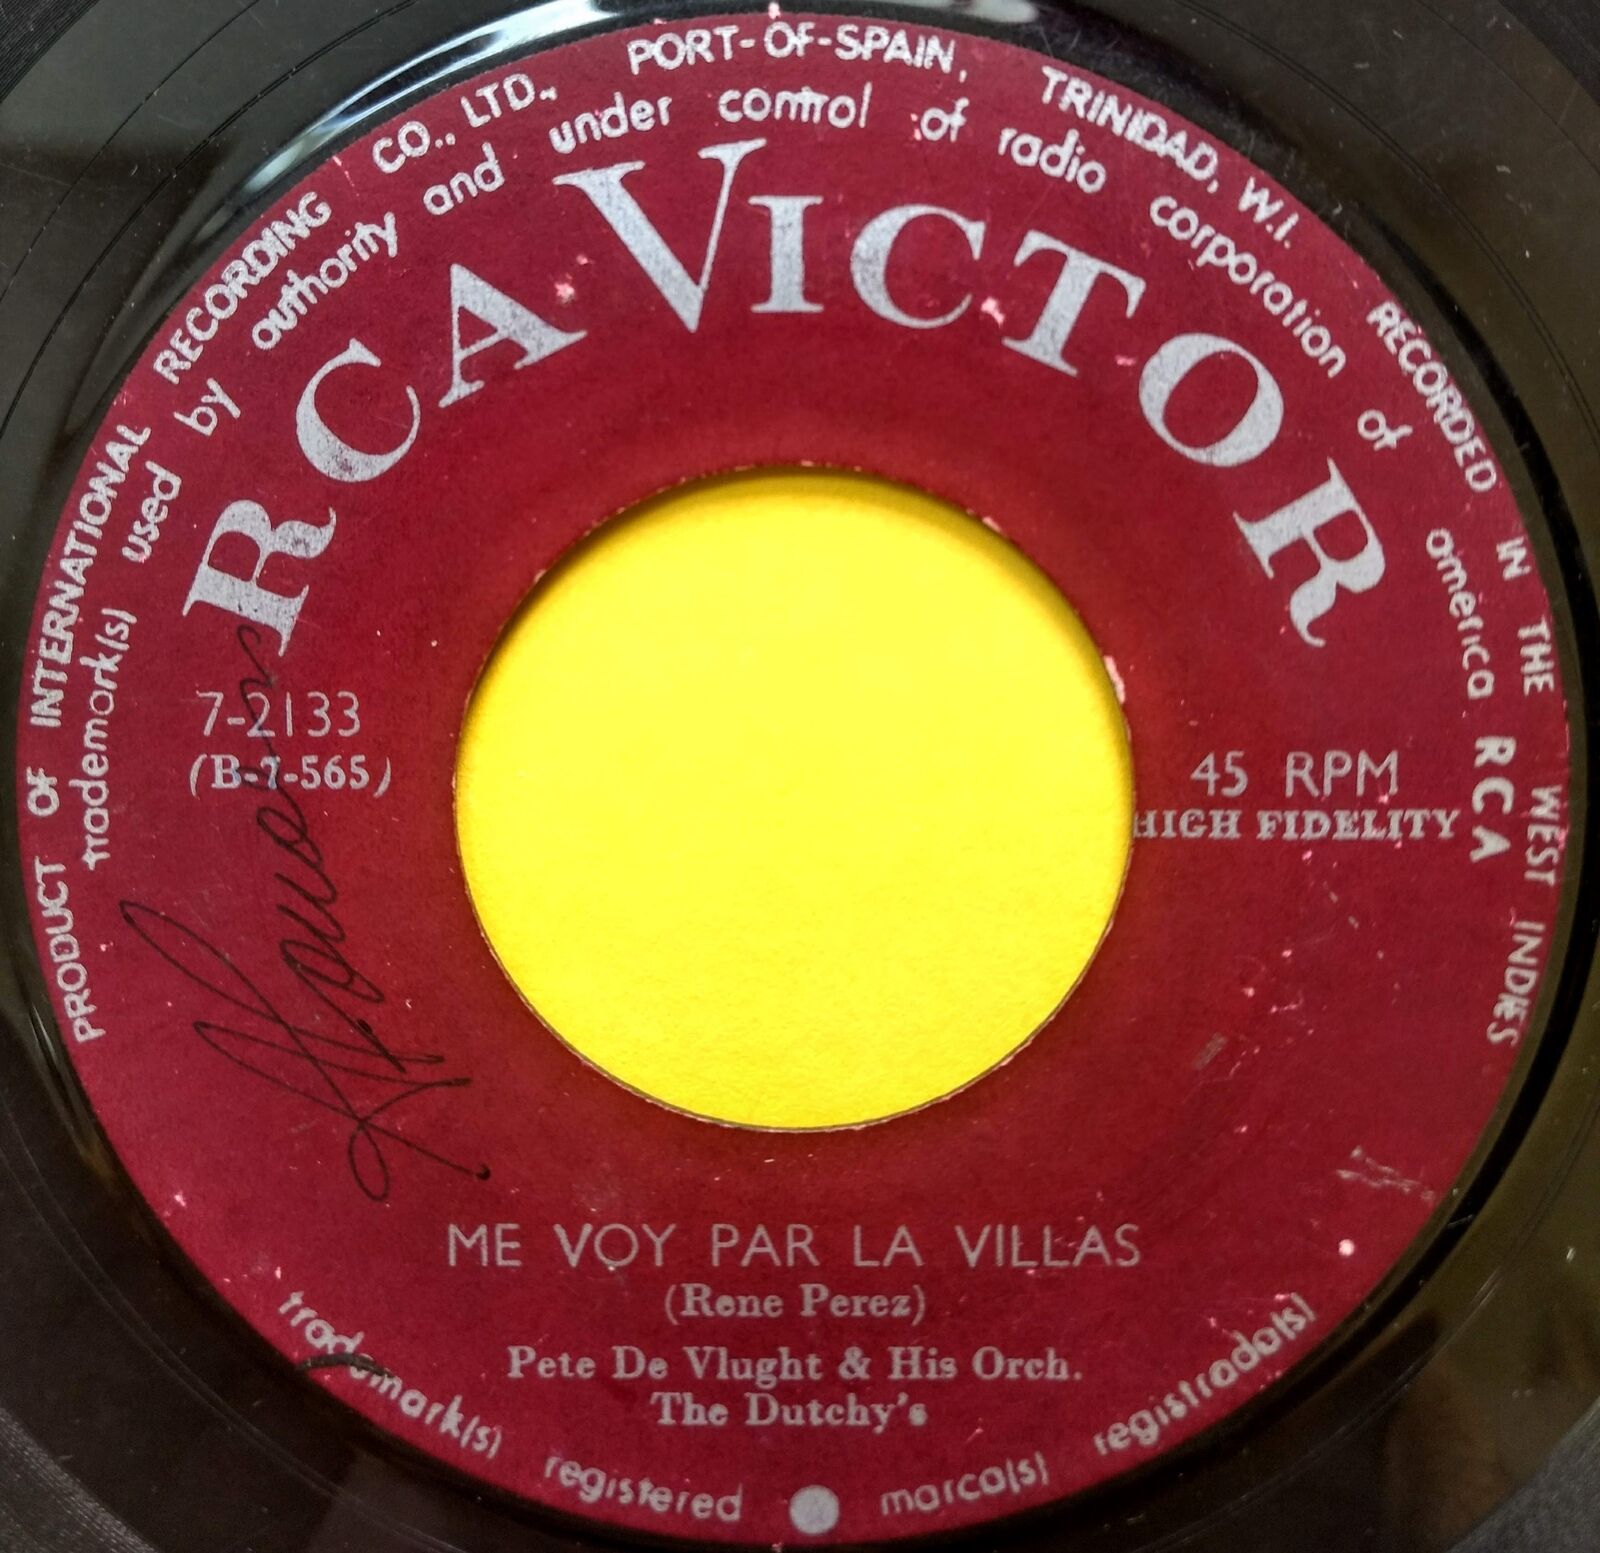 PRODUCT OF INTERNATIONAL RECORDING CO., LTD., PORT-OF-SPAIN, TRINIDAD, W.I. RECORDED IN THE WEST INDIES
trademark(s) used by authority and under control of radio corporation of america RCA
RCA VICTOR
7-2133
(B-7-565)
45 RPM
HIGH FIDELITY
ME VOY PAR LA VILLAS
(Rene Perez)
Pete De Vlught & His Orch.
The Dutchy's
trademark(s) registered marca(s) registrada(s)